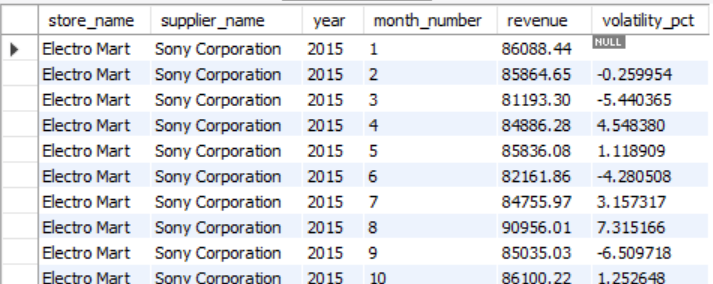 store_name supplier_name year month_number revenue volatility_pct
Electro Mart Sony Corporation 2015 1 86088.44 NULL
Electro Mart Sony Corporation 2015 2 85864.65 -0.259954
Electro Mart Sony Corporation 2015 3 81193.30 -5.440365
Electro Mart Sony Corporation 2015 4 84886.28 4.548380
Electro Mart Sony Corporation 2015 5 85836.08 1.118909
Electro Mart Sony Corporation 2015 6 82161.86 -4.280508
Electro Mart Sony Corporation 2015 7 84755.97 3.157317
Electro Mart Sony Corporation 2015 8 90956.01 7.315166
Electro Mart Sony Corporation 2015 9 85035.03 -6.509718
Electro Mart Sony Corporation 2015 10 86100.22 1.252648